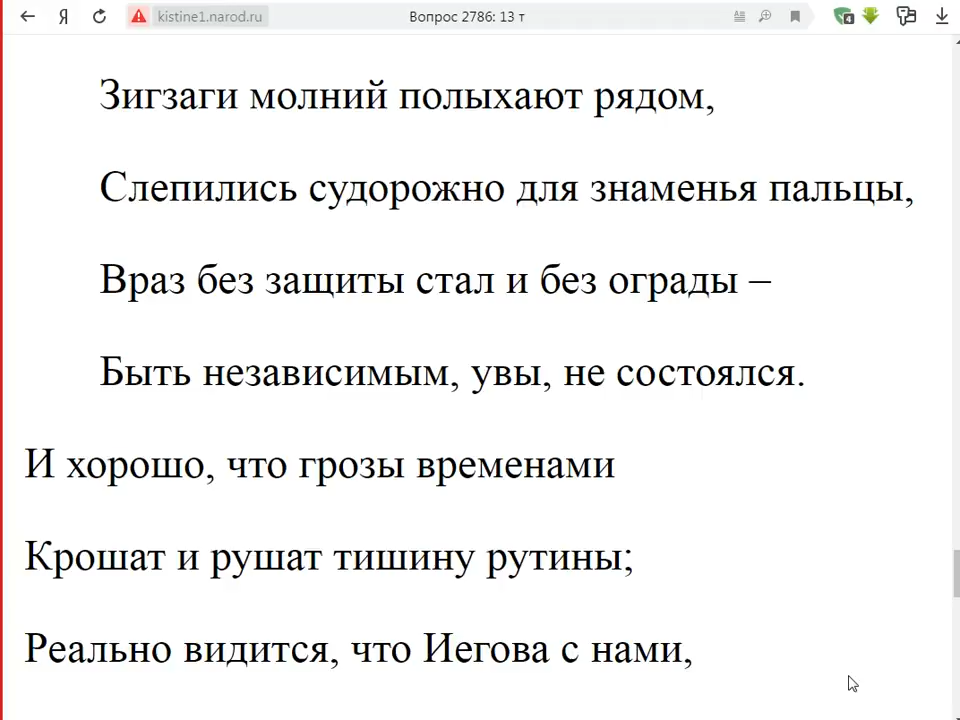 Я kistine1.narod.ru Вопрос 2786: 13 т 4
Зигзаги молний полыхают рядом,
Слепились судорожно для знаменья пальцы,
Враз без защиты стал и без ограды –
Быть независимым, увы, не состоялся.
И хорошо, что грозы временами
Крошат и рушат тишину рутины;
Реально видится, что Иегова с нами,